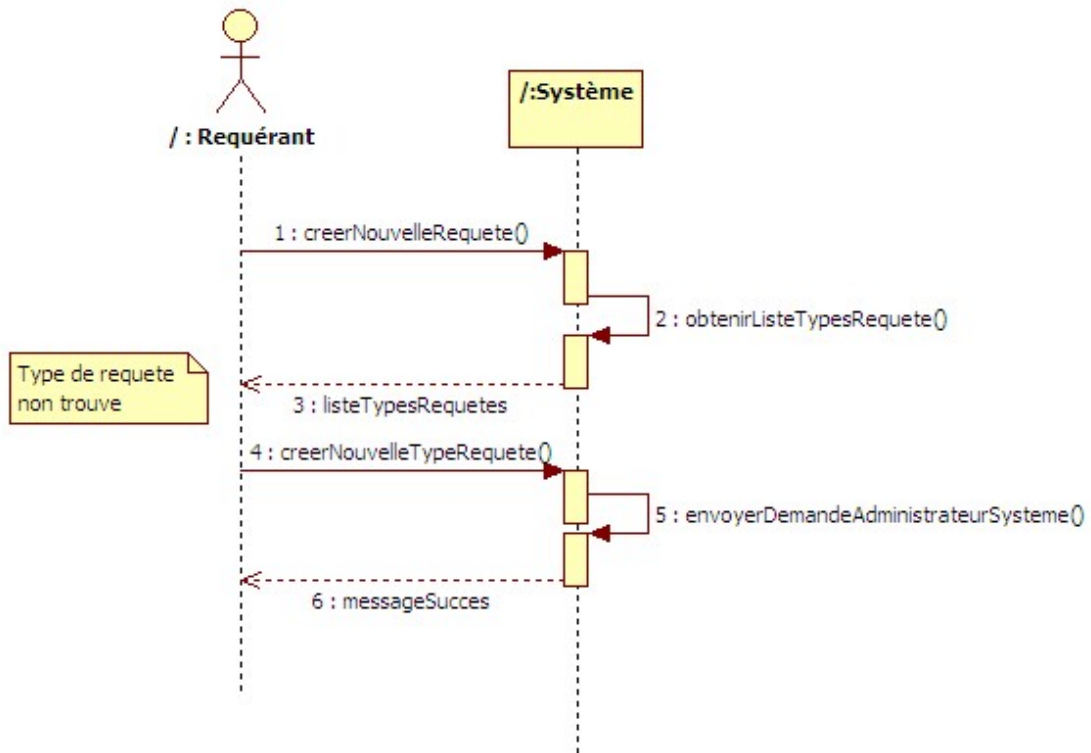 /:Système
/ : Requérant
1 : creerNouvelleRequete()
2 : obtenirListeTypesRequete()
Type de requete
non trouve
3 : listeTypesRequetes
4 : creerNouvelleTypeRequete()
5 : envoyerDemandeAdministrateurSysteme()
6 : messageSucces